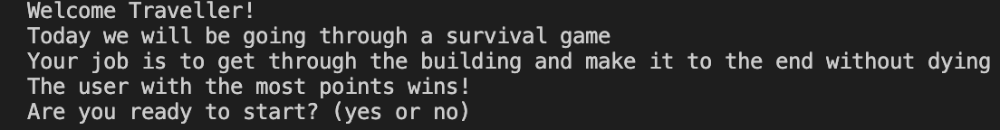 Welcome Traveller!
Today we will be going through a survival game
Your job is to get through the building and make it to the end without dying
The user with the most points wins!
Are you ready to start? (yes or no)